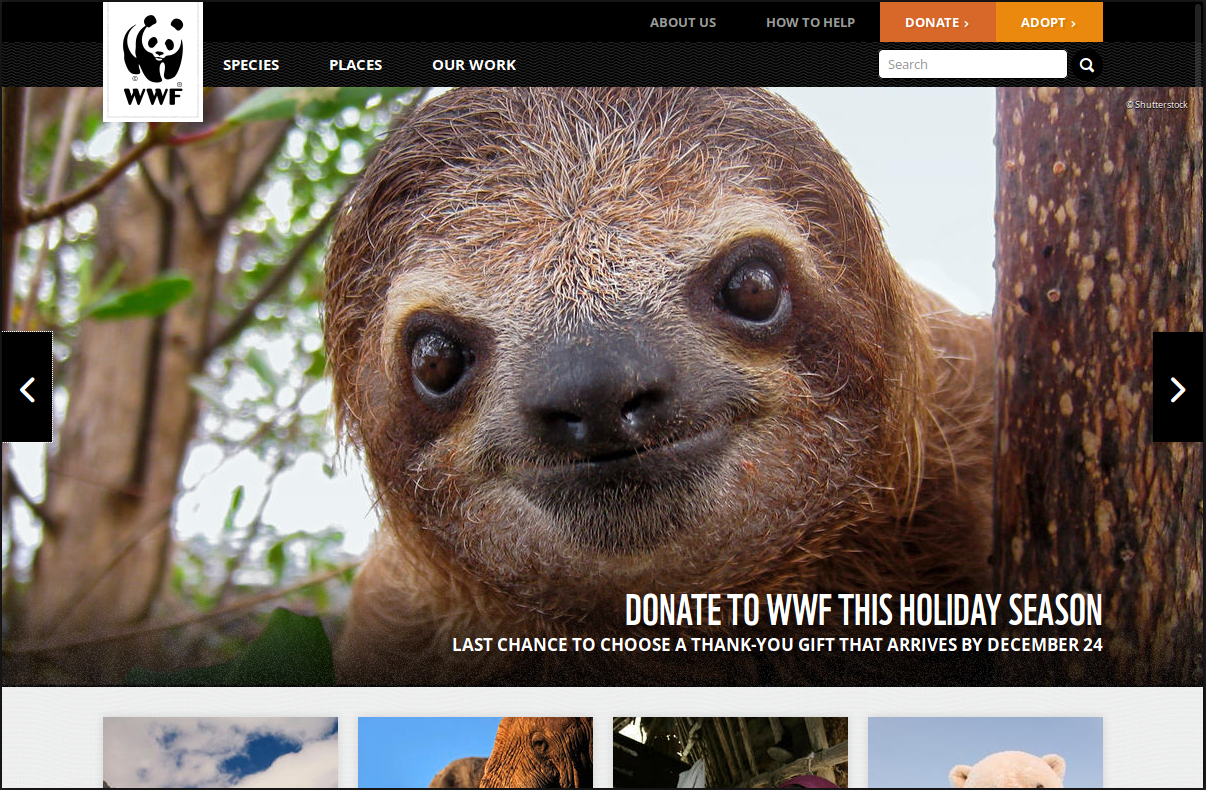 ABOUT US
HOW TO HELP
DONATE ›
ADOPT ›
WWF
SPECIES
PLACES
OUR WORK
Search
© Shutterstock
DONATE TO WWF THIS HOLIDAY SEASON
LAST CHANCE TO CHOOSE A THANK-YOU GIFT THAT ARRIVES BY DECEMBER 24